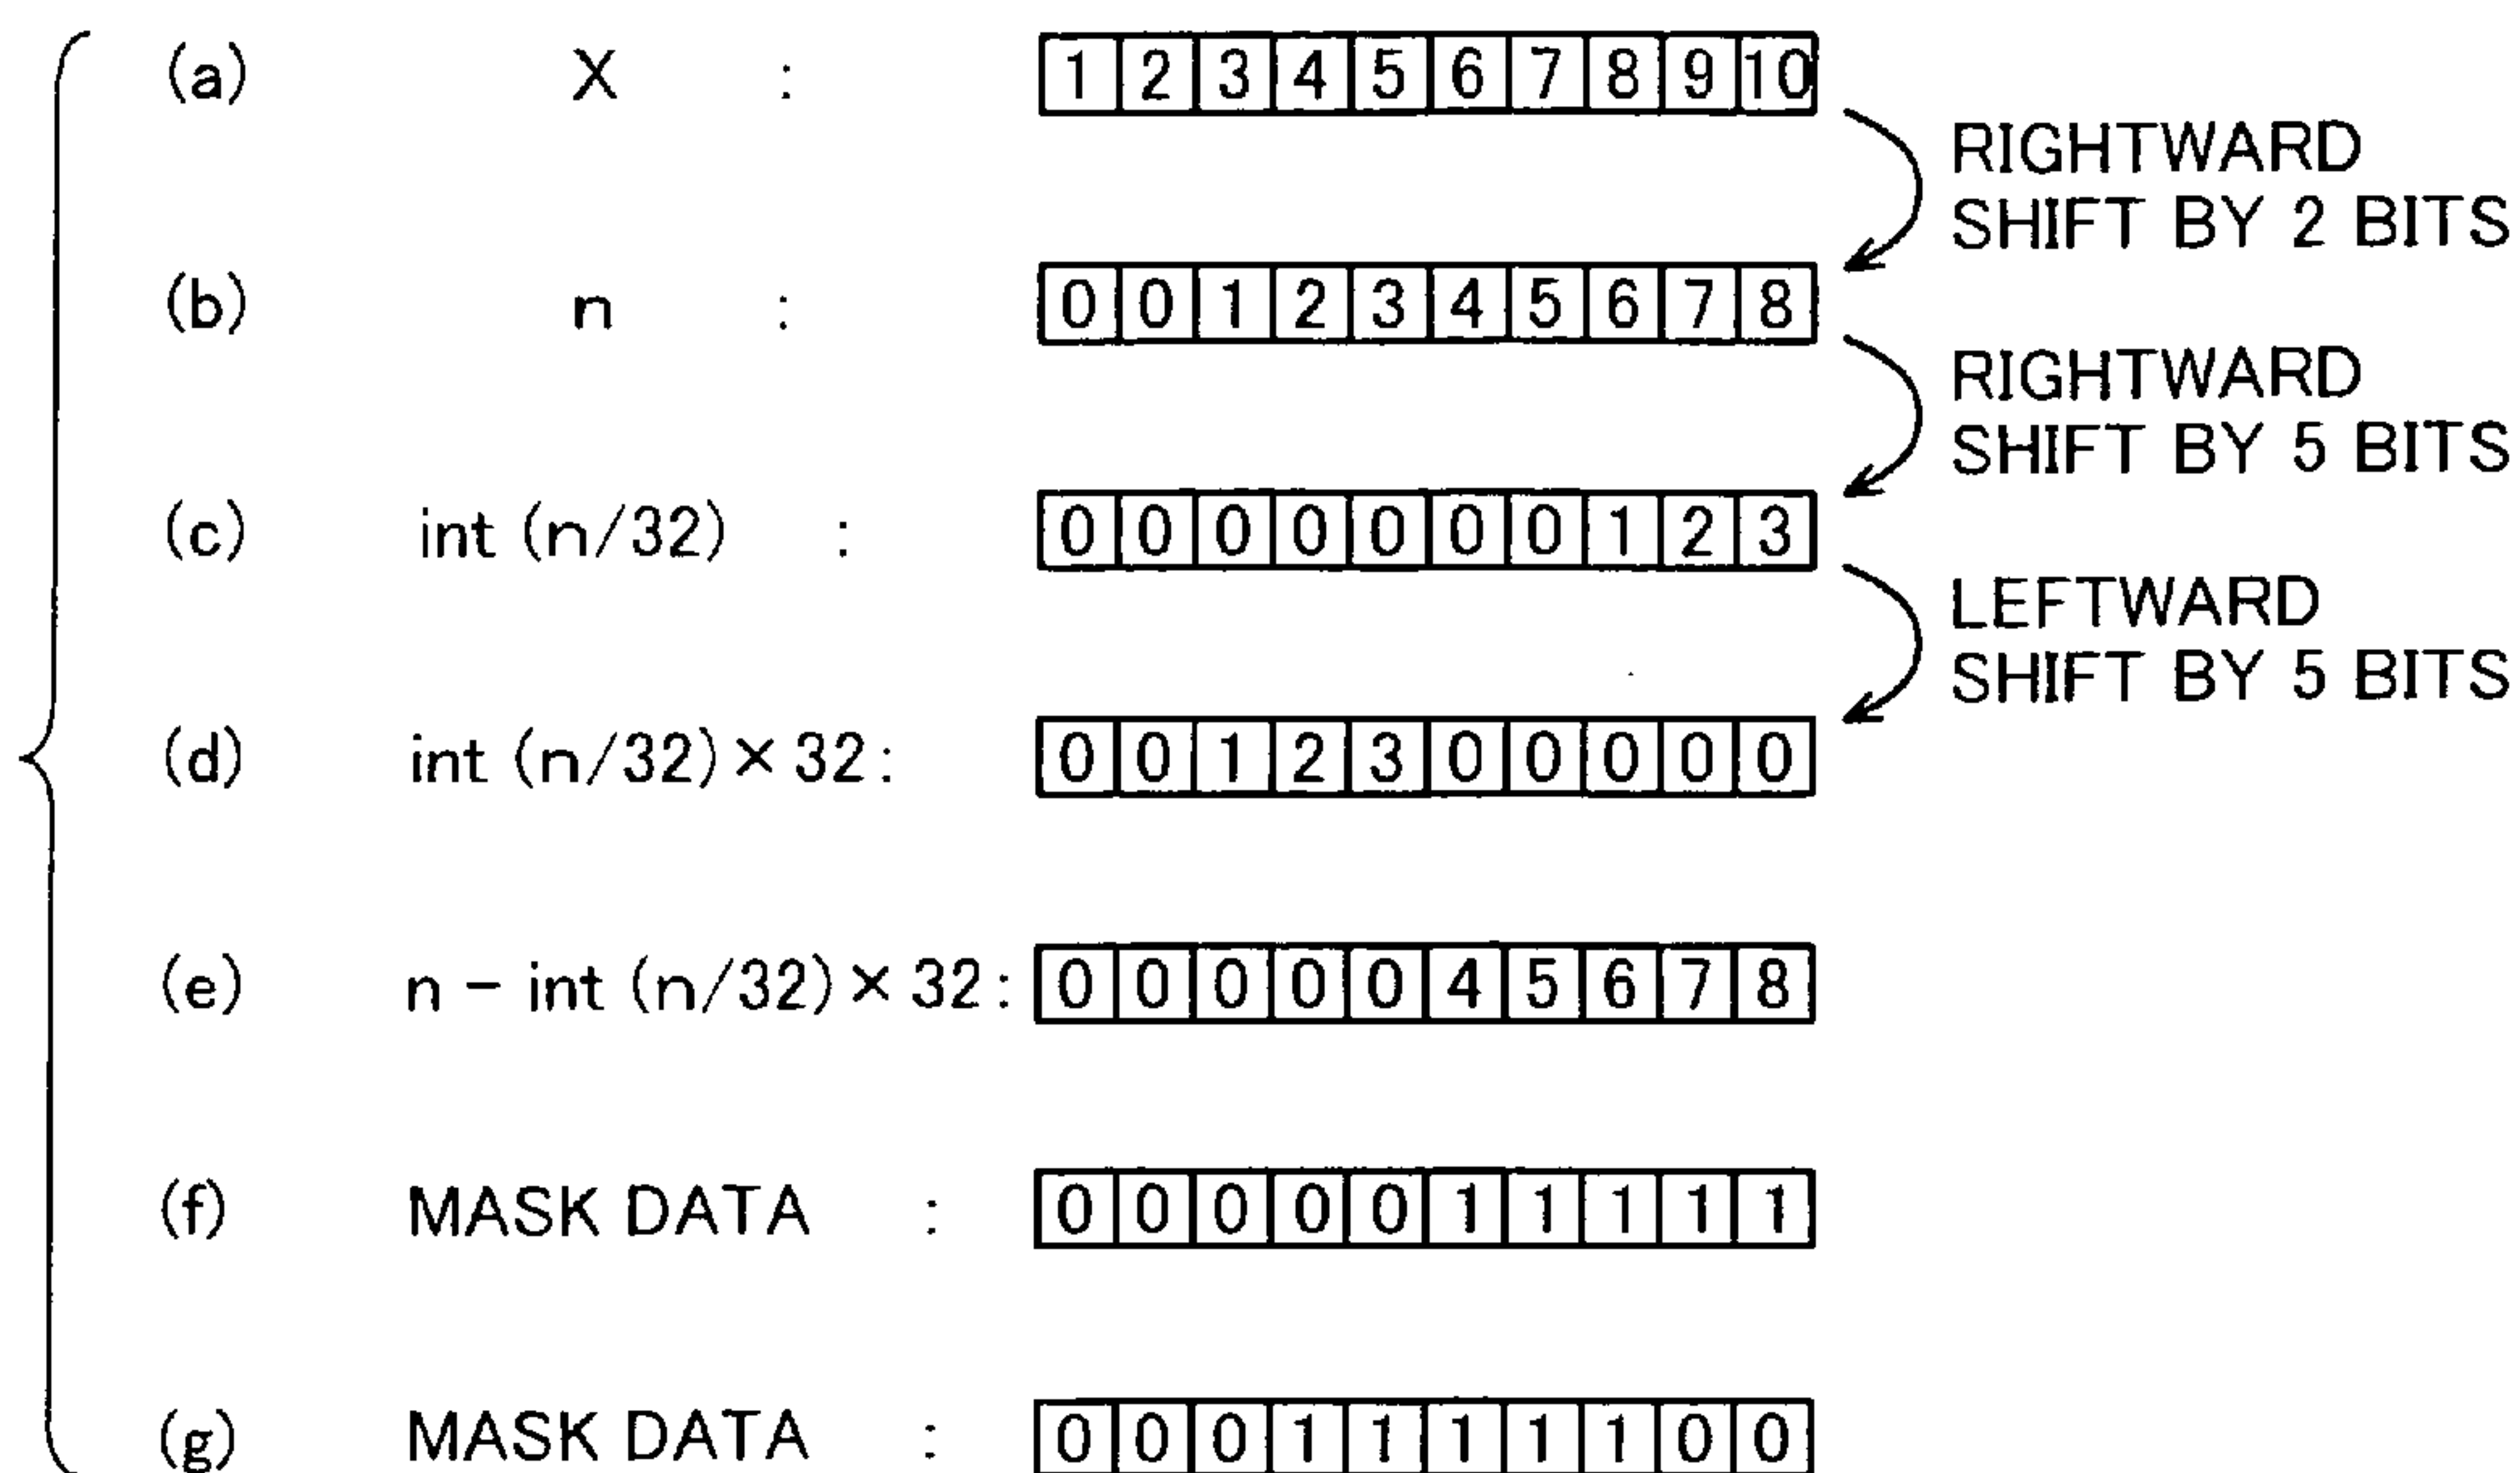 (a) X : 1 2 3 4 5 6 7 8 9 10
RIGHTWARD
SHIFT BY 2 BITS
(b) n : 0 0 1 2 3 4 5 6 7 8
RIGHTWARD
SHIFT BY 5 BITS
(c) int (n/32) : 0 0 0 0 0 0 0 1 2 3
LEFTWARD
SHIFT BY 5 BITS
(d) int (n/32) × 32: 0 0 1 2 3 0 0 0 0 0
(e) n − int (n/32) × 32: 0 0 0 0 0 4 5 6 7 8
(f) MASK DATA : 0 0 0 0 0 1 1 1 1 1
(g) MASK DATA : 0 0 0 1 1 1 1 1 0 0